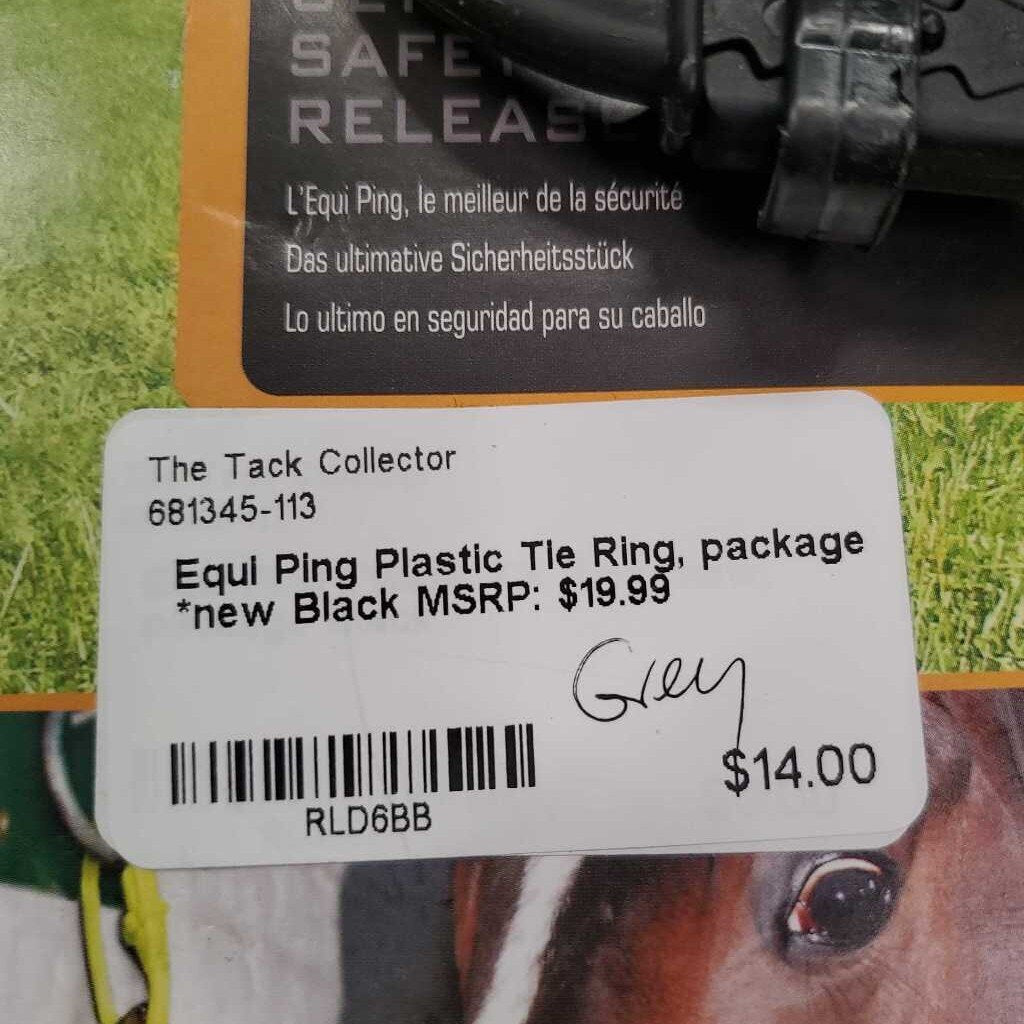 SAFE
RELEASE
L'Equi Ping, le meilleur de la sécurité
Das ultimative Sicherheitsstück
Lo ultimo en seguridad para su caballo
The Tack Collector
681345-113
Equi Ping Plastic Tie Ring, package
*new Black MSRP: $19.99
Grey
$14.00
RLD6BB